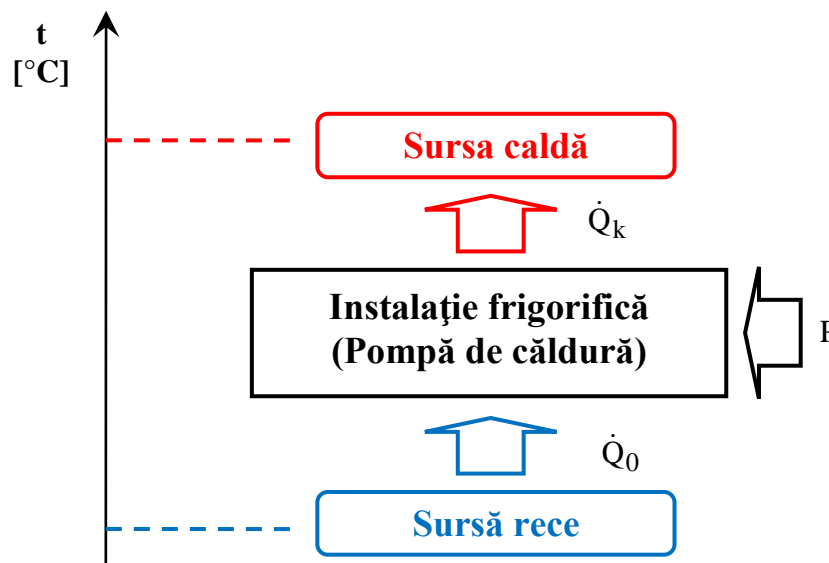 t
[°C]
Sursa caldă
Q̇k
Instalaţie frigorifică
(Pompă de căldură)
Q̇0
Sursă rece